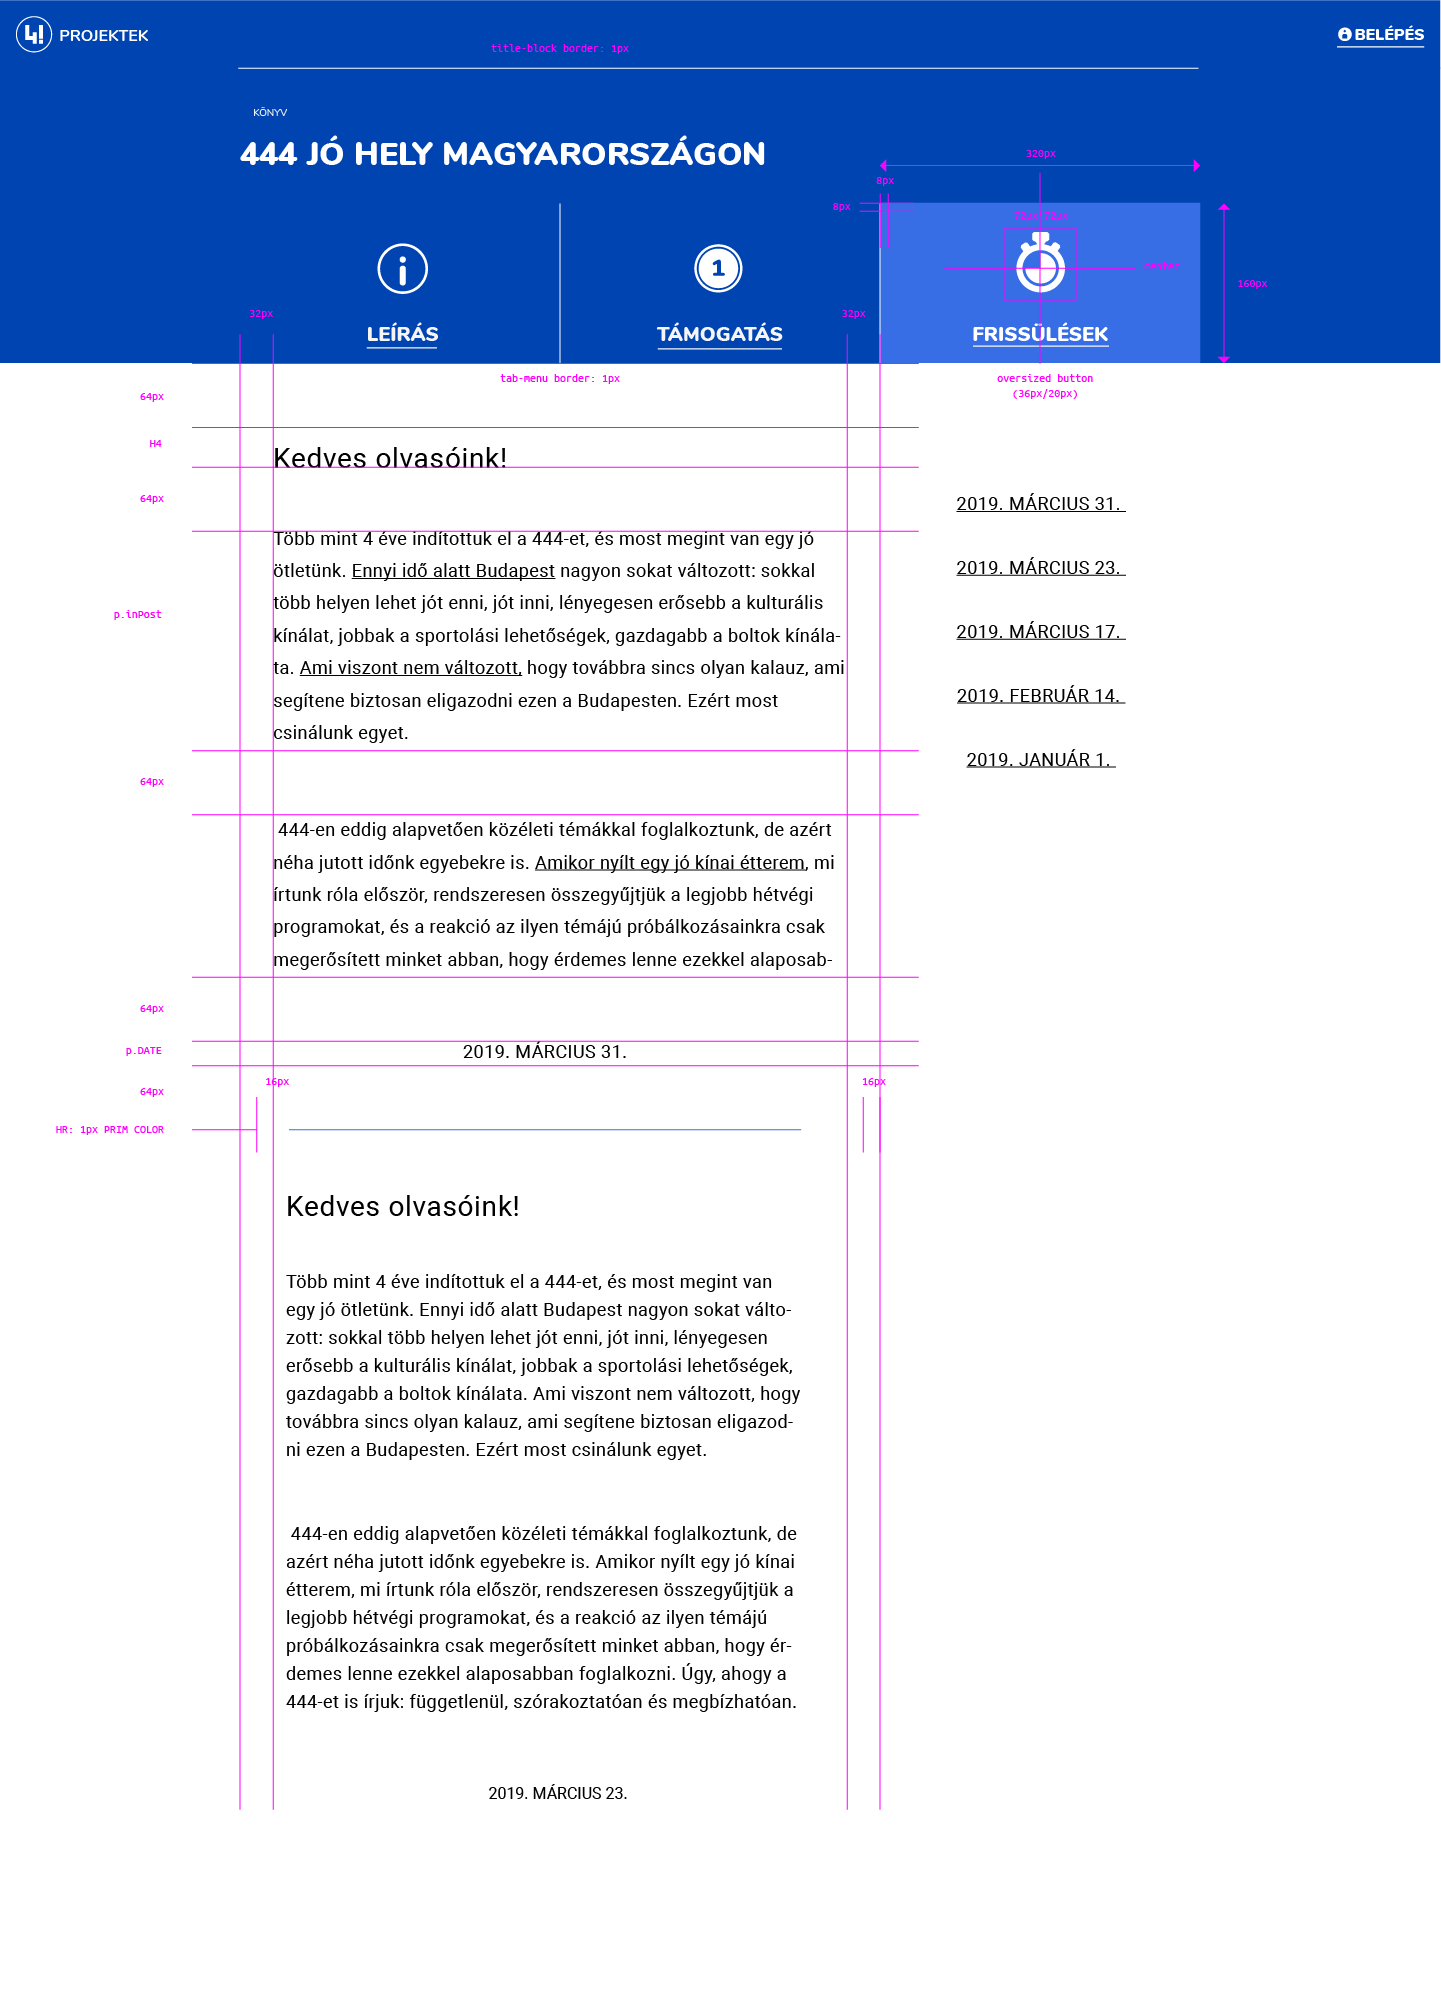 4! PROJEKTEK
BELÉPÉS
title-block border: 1px
KÖNYV
444 JÓ HELY MAGYARORSZÁGON
320px
8px
8px
72px*72px
center
160px
1
32px
32px
LEÍRÁS
TÁMOGATÁS
FRISSÜLÉSEK
tab-menu border: 1px
oversized button
(36px/20px)
64px
H4
Kedves olvasóink!
64px
2019. MÁRCIUS 31.
2019. MÁRCIUS 23.
2019. MÁRCIUS 17.
2019. FEBRUÁR 14.
2019. JANUÁR 1.
p.inPost
Több mint 4 éve indítottuk el a 444-et, és most megint van egy jó
ötletünk. Ennyi idő alatt Budapest nagyon sokat változott: sokkal
több helyen lehet jót enni, jót inni, lényegesen erősebb a kulturális
kínálat, jobbak a sportolási lehetőségek, gazdagabb a boltok kínála-
ta. Ami viszont nem változott, hogy továbbra sincs olyan kalauz, ami
segítene biztosan eligazodni ezen a Budapesten. Ezért most
csinálunk egyet.
64px
444-en eddig alapvetően közéleti témákkal foglalkoztunk, de azért
néha jutott időnk egyebekre is. Amikor nyílt egy jó kínai étterem, mi
írtunk róla először, rendszeresen összegyűjtjük a legjobb hétvégi
programokat, és a reakció az ilyen témájú próbálkozásainkra csak
megerősített minket abban, hogy érdemes lenne ezekkel alaposab-
64px
p.DATE
2019. MÁRCIUS 31.
64px
16px
16px
HR: 1px PRIM COLOR
Kedves olvasóink!
Több mint 4 éve indítottuk el a 444-et, és most megint van
egy jó ötletünk. Ennyi idő alatt Budapest nagyon sokat válto-
zott: sokkal több helyen lehet jót enni, jót inni, lényegesen
erősebb a kulturális kínálat, jobbak a sportolási lehetőségek,
gazdagabb a boltok kínálata. Ami viszont nem változott, hogy
továbbra sincs olyan kalauz, ami segítene biztosan eligazod-
ni ezen a Budapesten. Ezért most csinálunk egyet.
444-en eddig alapvetően közéleti témákkal foglalkoztunk, de
azért néha jutott időnk egyebekre is. Amikor nyílt egy jó kínai
étterem, mi írtunk róla először, rendszeresen összegyűjtjük a
legjobb hétvégi programokat, és a reakció az ilyen témájú
próbálkozásainkra csak megerősített minket abban, hogy ér-
demes lenne ezekkel alaposabban foglalkozni. Úgy, ahogy a
444-et is írjuk: függetlenül, szórakoztatóan és megbízhatóan.
2019. MÁRCIUS 23.